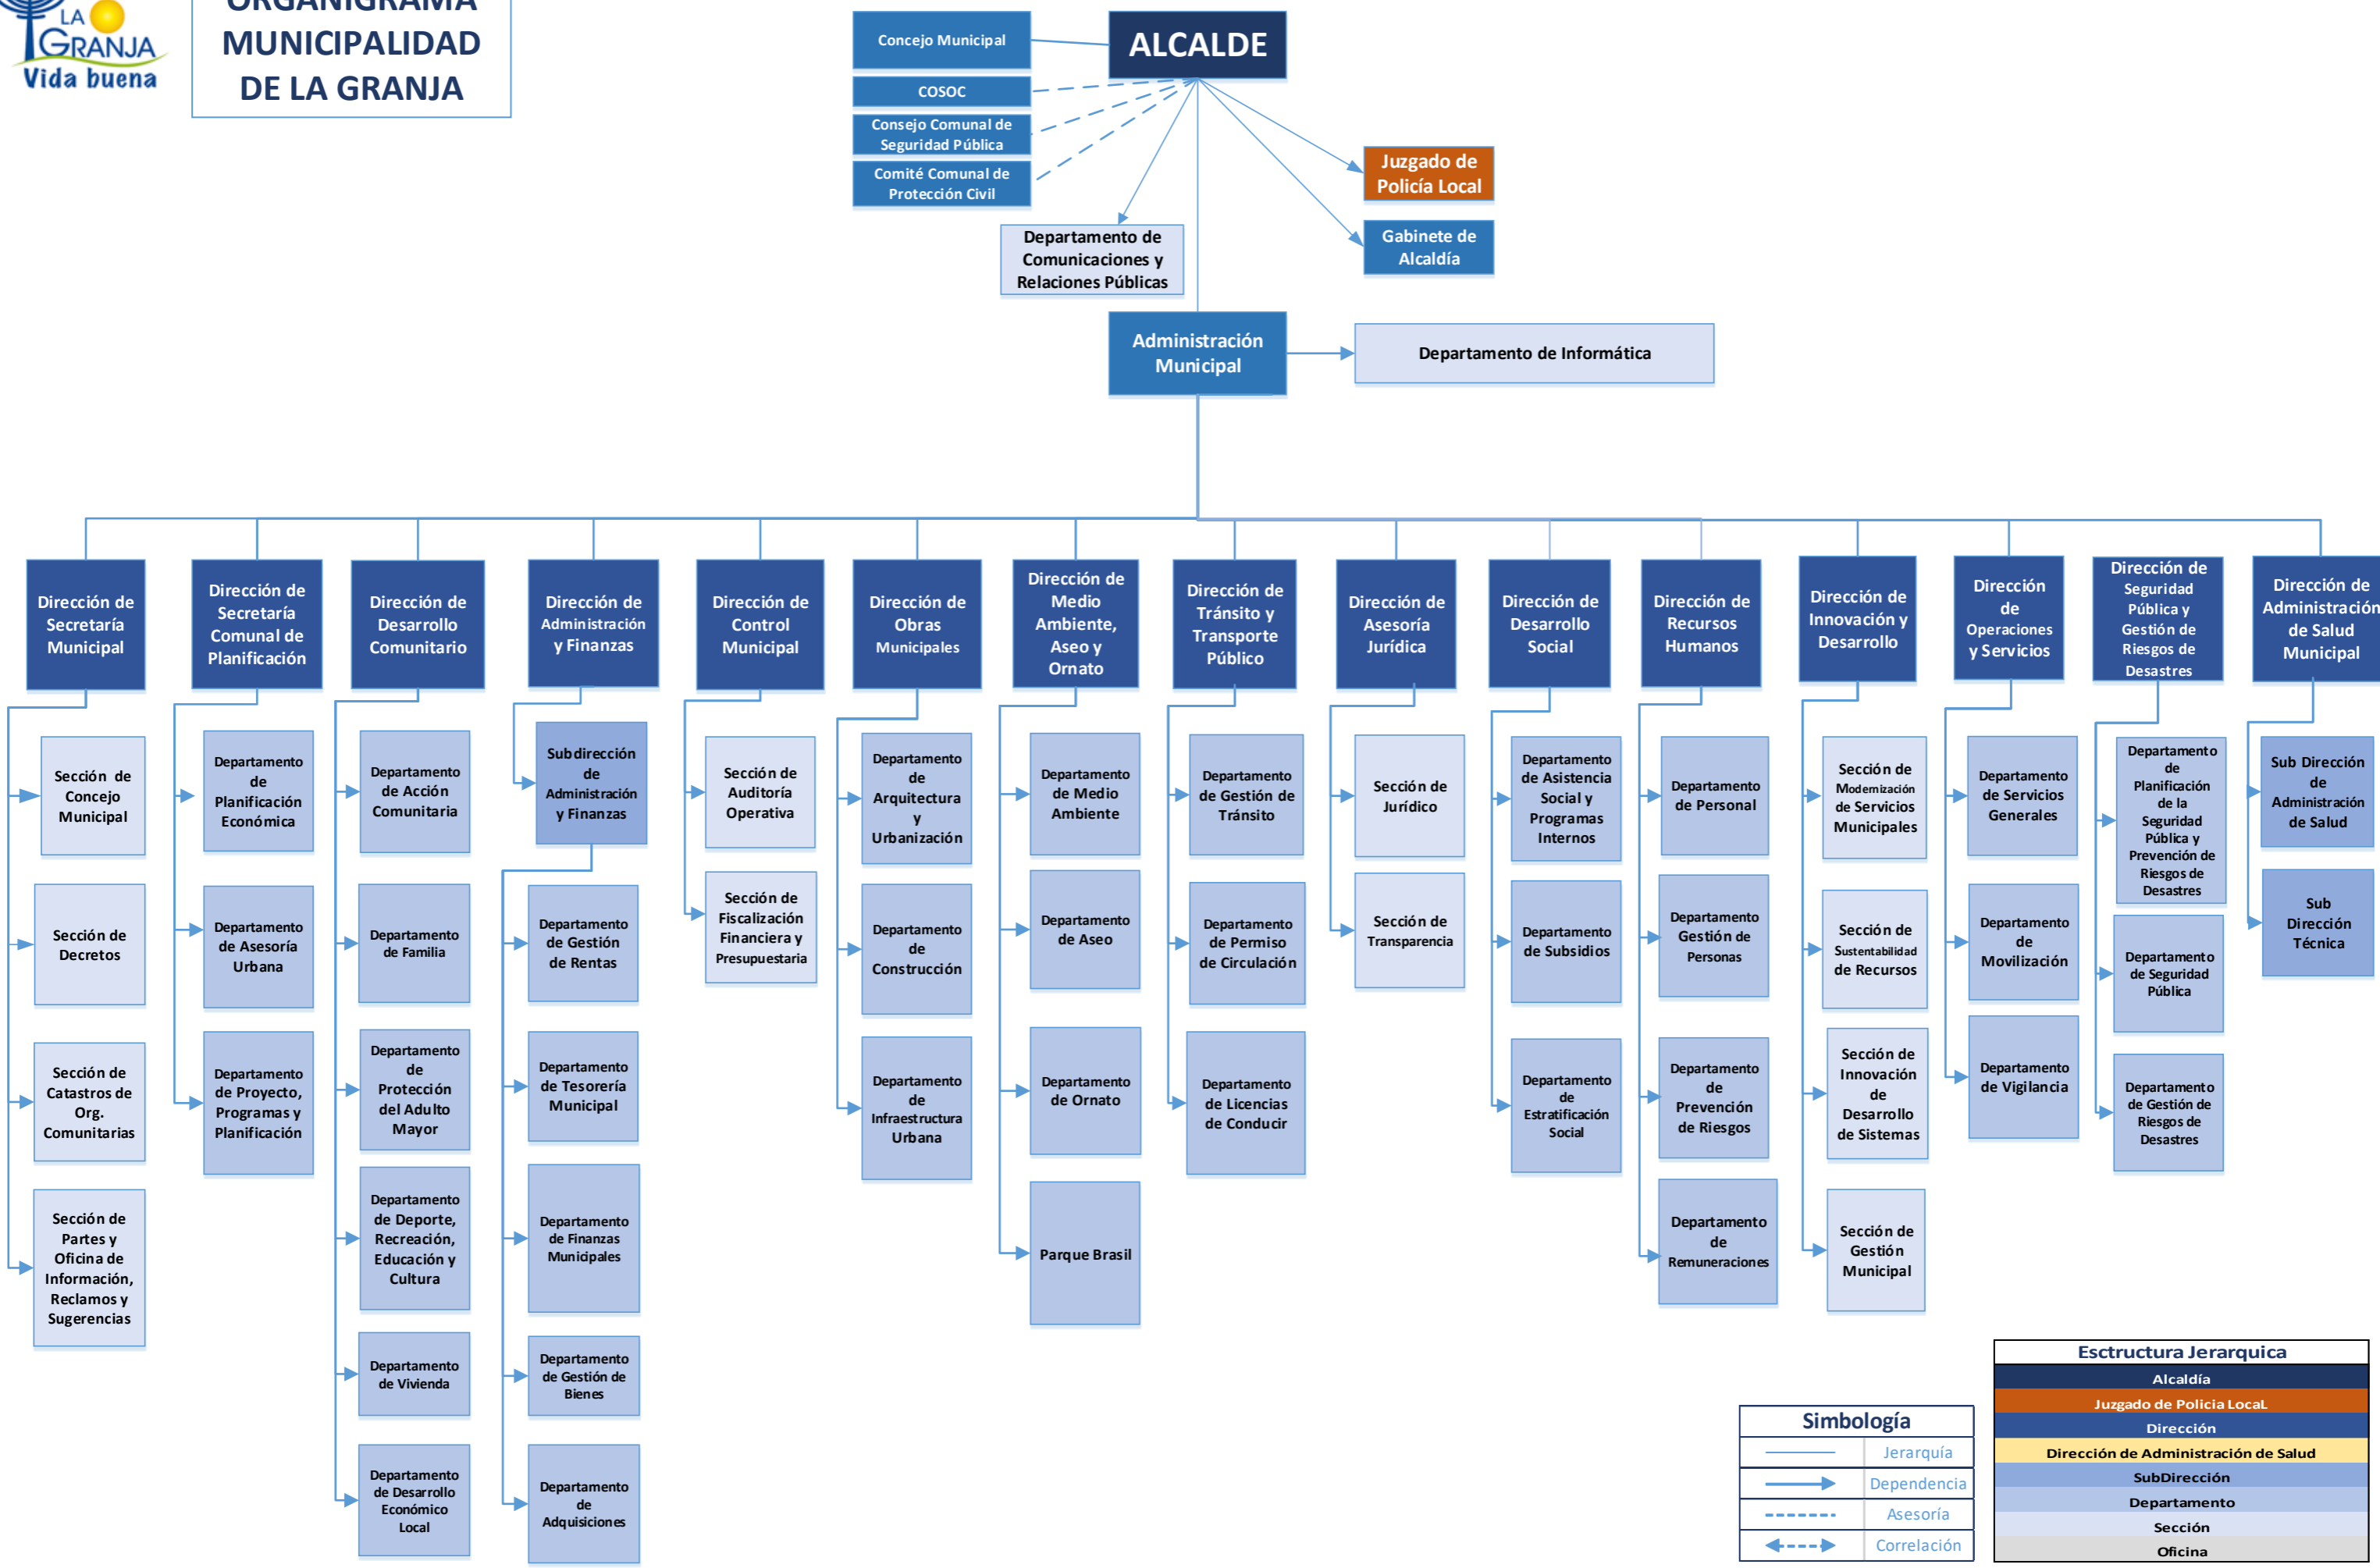 LA
GRANJA
Vida buena
ORGANIGRAMA
MUNICIPALIDAD
DE LA GRANJA
Concejo Municipal
ALCALDE
COSOC
Consejo Comunal de
Seguridad Pública
Comité Comunal de
Protección Civil
Juzgado de
Policía Local
Departamento de
Comunicaciones y
Relaciones Públicas
Gabinete de
Alcaldía
Administración
Municipal
Departamento de Informática
Dirección de
Secretaría
Municipal
Dirección de
Secretaría
Comunal de
Planificación
Dirección de
Desarrollo
Comunitario
Dirección de
Administración
y Finanzas
Dirección de
Control
Municipal
Dirección de
Obras
Municipales
Dirección de
Medio
Ambiente,
Aseo y
Ornato
Dirección de
Tránsito y
Transporte
Público
Dirección de
Asesoría
Jurídica
Dirección de
Desarrollo
Social
Dirección de
Recursos
Humanos
Dirección de
Innovación y
Desarrollo
Dirección
de
Operaciones
y Servicios
Dirección de
Seguridad
Pública y
Gestión de
Riesgos de
Desastres
Dirección de
Administración
de Salud
Municipal
Sección de
Concejo
Municipal
Sección de
Decretos
Sección de
Catastros de
Org.
Comunitarias
Sección de
Partes y
Oficina de
Información,
Reclamos y
Sugerencias
Departamento
de
Planificación
Económica
Departamento
de Asesoría
Urbana
Departamento
de Proyecto,
Programas y
Planificación
Departamento
de Acción
Comunitaria
Departamento
de Familia
Departamento
de
Protección
del Adulto
Mayor
Departamento
de Deporte,
Recreación,
Educación y
Cultura
Departamento
de Vivienda
Departamento
de Desarrollo
Económico
Local
Subdirección
de
Administración
y Finanzas
Departamento
de Gestión
de Rentas
Departamento
de Tesorería
Municipal
Departamento
de Finanzas
Municipales
Departamento
de Gestión de
Bienes
Departamento
de
Adquisiciones
Sección de
Auditoría
Operativa
Sección de
Fiscalización
Financiera y
Presupuestaria
Departamento
de
Arquitectura
y
Urbanización
Departamento
de
Construcción
Departamento
de
Infraestructura
Urbana
Departamento
de Medio
Ambiente
Departamento
de Aseo
Departamento
de Ornato
Parque Brasil
Departamento
de Gestión de
Tránsito
Departamento
de Permiso
de Circulación
Departamento
de Licencias
de Conducir
Sección de
Jurídico
Sección de
Transparencia
Departamento
de Asistencia
Social y
Programas
Internos
Departamento
de Subsidios
Departamento
de
Estratificación
Social
Departamento
de Personal
Departamento
Gestión de
Personas
Departamento
de
Prevención
de Riesgos
Departamento
de
Remuneraciones
Sección de
Modernización
de Servicios
Municipales
Sección de
Sustentabilidad
de Recursos
Sección de
Innovación
de
Desarrollo
de Sistemas
Sección de
Gestión
Municipal
Departamento
de Servicios
Generales
Departamento
de
Movilización
Departamento
de Vigilancia
Departamento
de
Planificación
de la
Seguridad
Pública y
Prevención de
Riesgos de
Desastres
Departamento
de Seguridad
Pública
Departamento
de Gestión de
Riesgos de
Desastres
Sub Dirección
de
Administración
de Salud
Sub
Dirección
Técnica
Simbología
Jerarquía
Dependencia
Asesoría
Correlación
Esctructura Jerarquica
Alcaldía
Juzgado de Policia LocaL
Dirección
Dirección de Administración de Salud
SubDirección
Departamento
Sección
Oficina